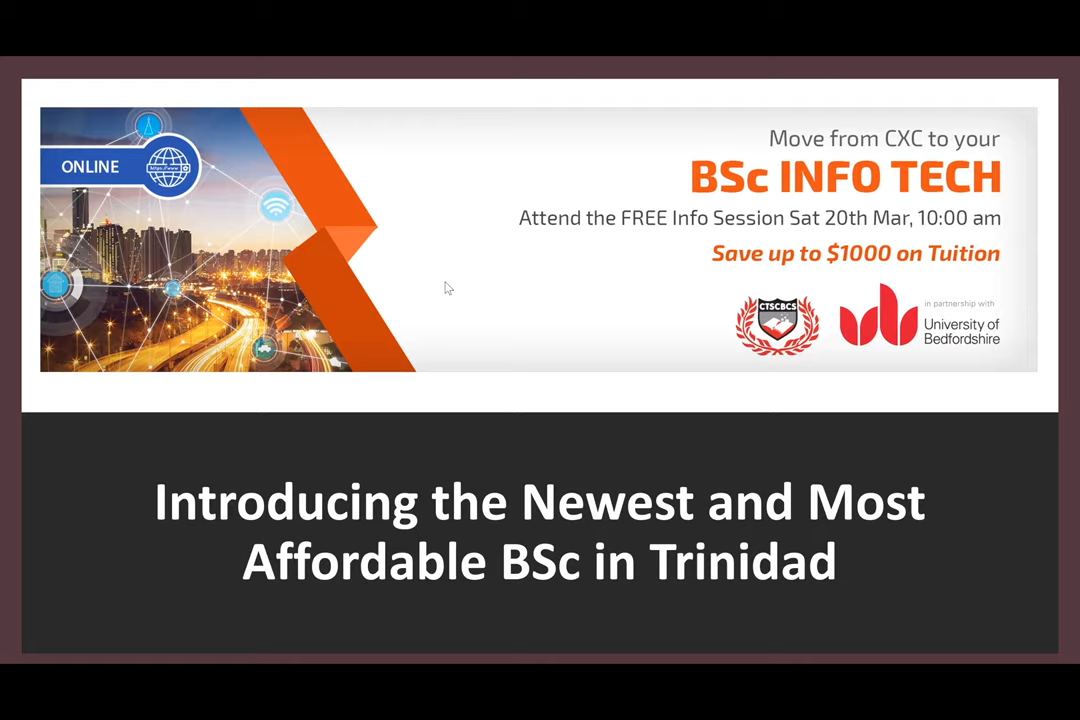 ONLINE
https://www
Move from CXC to your
BSc INFO TECH
Attend the FREE Info Session Sat 20th Mar, 10:00 am
Save up to $1000 on Tuition
CTSCBCS
in partnership with
University of
Bedfordshire
Introducing the Newest and Most
Affordable BSc in Trinidad